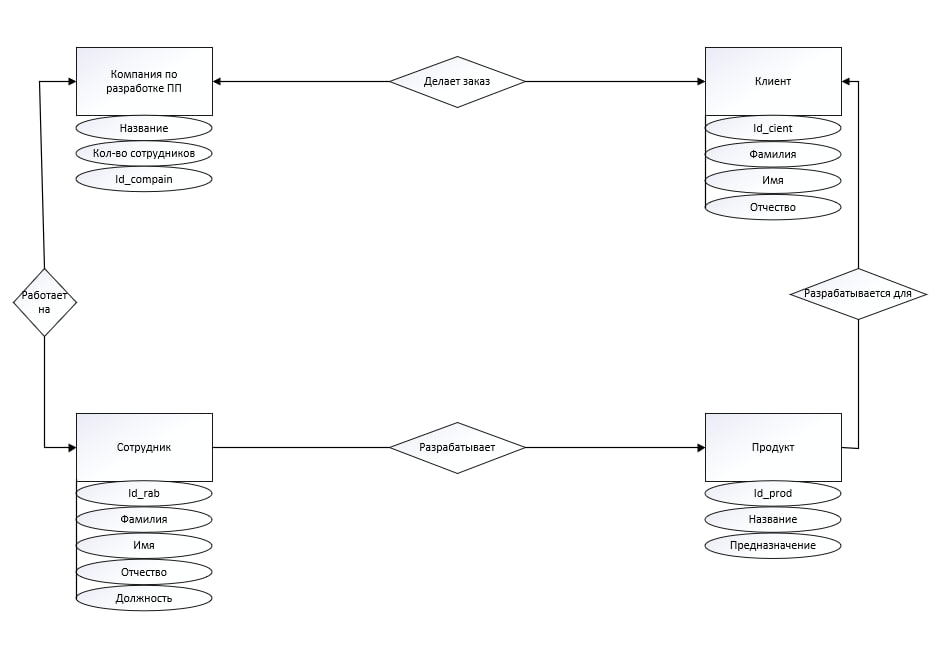 Компания по
разработке ПП
Название
Кол-во сотрудников
Id_compain
Делает заказ
Клиент
Id_cient
Фамилия
Имя
Отчество
Работает
на
Разрабатывается для
Сотрудник
Id_rab
Фамилия
Имя
Отчество
Должность
Разрабатывает
Продукт
Id_prod
Название
Предназначение